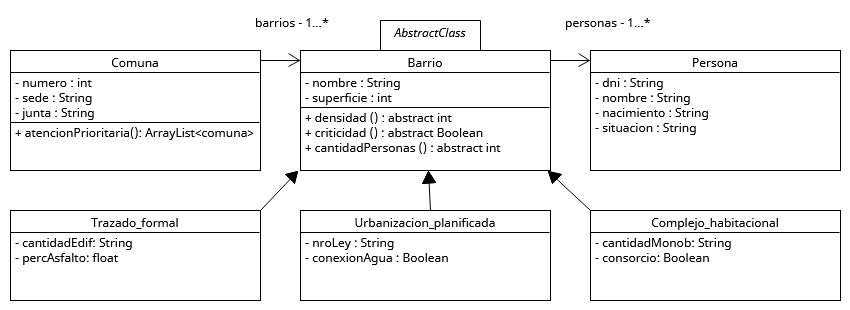 barrios - 1...*
personas - 1...*
AbstractClass
Comuna
- numero : int
- sede : String
- junta : String
+ atencionPrioritaria(): ArrayList<comuna>
Barrio
- nombre : String
- superficie : int
+ densidad () : abstract int
+ criticidad () : abstract Boolean
+ cantidadPersonas () : abstract int
Persona
- dni : String
- nombre : String
- nacimiento : String
- situacion : String
Trazado_formal
- cantidadEdif: String
- percAsfalto: float
Urbanizacion_planificada
- nroLey : String
- conexionAgua : Boolean
Complejo_habitacional
- cantidadMonob: String
- consorcio: Boolean